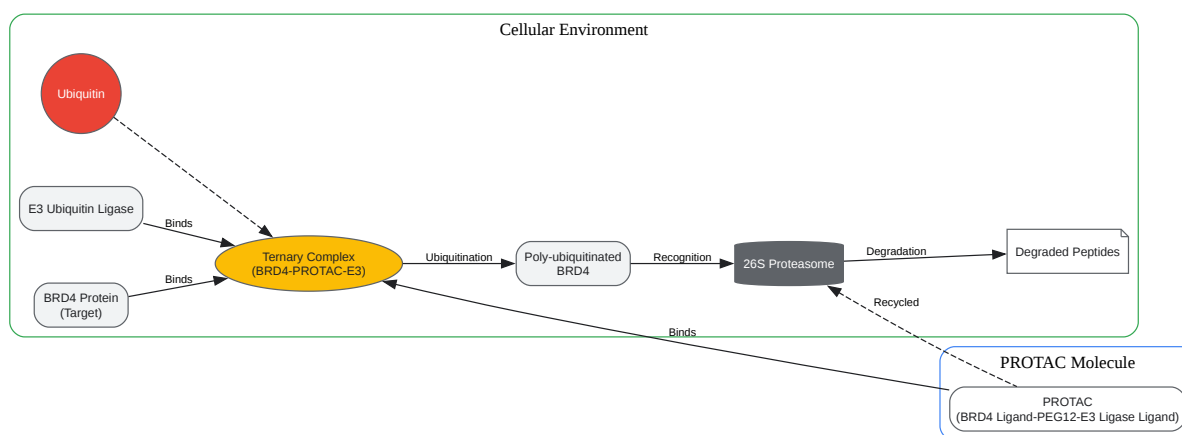 Cellular Environment
Ubiquitin
E3 Ubiquitin Ligase
Binds
BRD4 Protein
(Target)
Binds
Ternary Complex
(BRD4-PROTAC-E3)
Ubiquitination
Poly-ubiquitinated
BRD4
Recognition
26S Proteasome
Degradation
Degraded Peptides
Recycled
Binds
PROTAC Molecule
PROTAC
(BRD4 Ligand-PEG12-E3 Ligase Ligand)